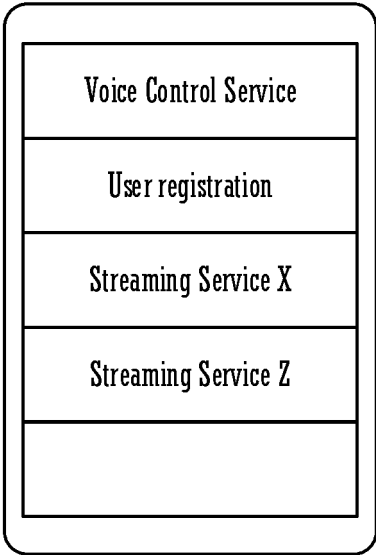 Voice Control Service
User registration
Streaming Service X
Streaming Service Z